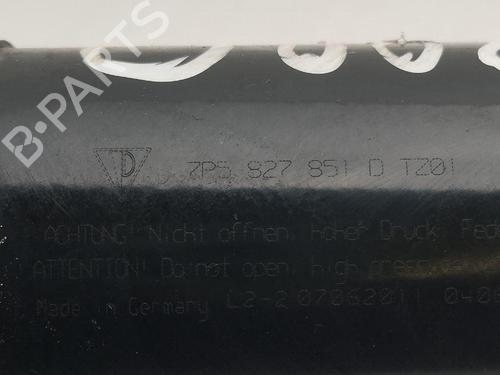 B-PARTS
7P5 827 851 D TZ01
ACHTUNG! Nicht öffnen, hoher Druck,
ATTENTION! Do not open, high
Made in Germany L2-2 07062011